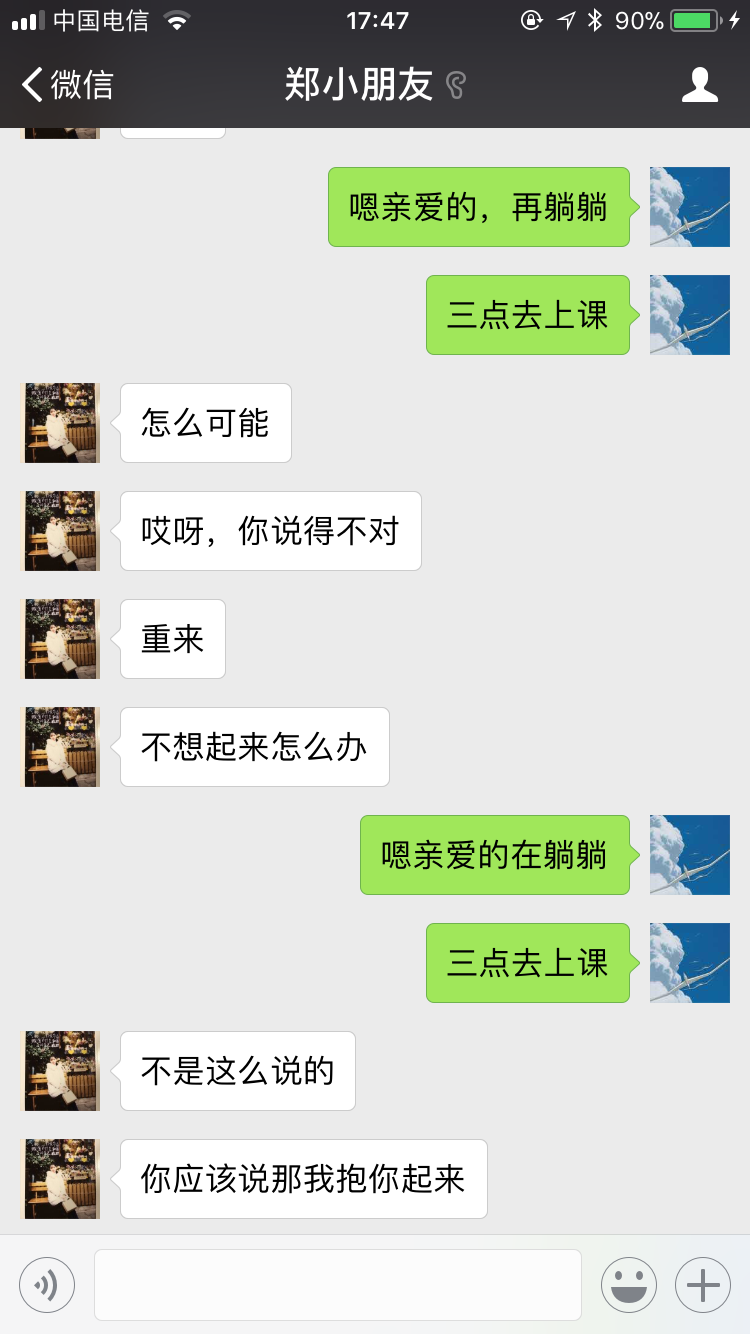 中国电信 17:47 90%
微信 郑小朋友
嗯亲爱的，再躺躺
三点去上课
怎么可能
哎呀，你说得不对
重来
不想起来怎么办
嗯亲爱的在躺躺
三点去上课
不是这么说的
你应该说那我抱你起来